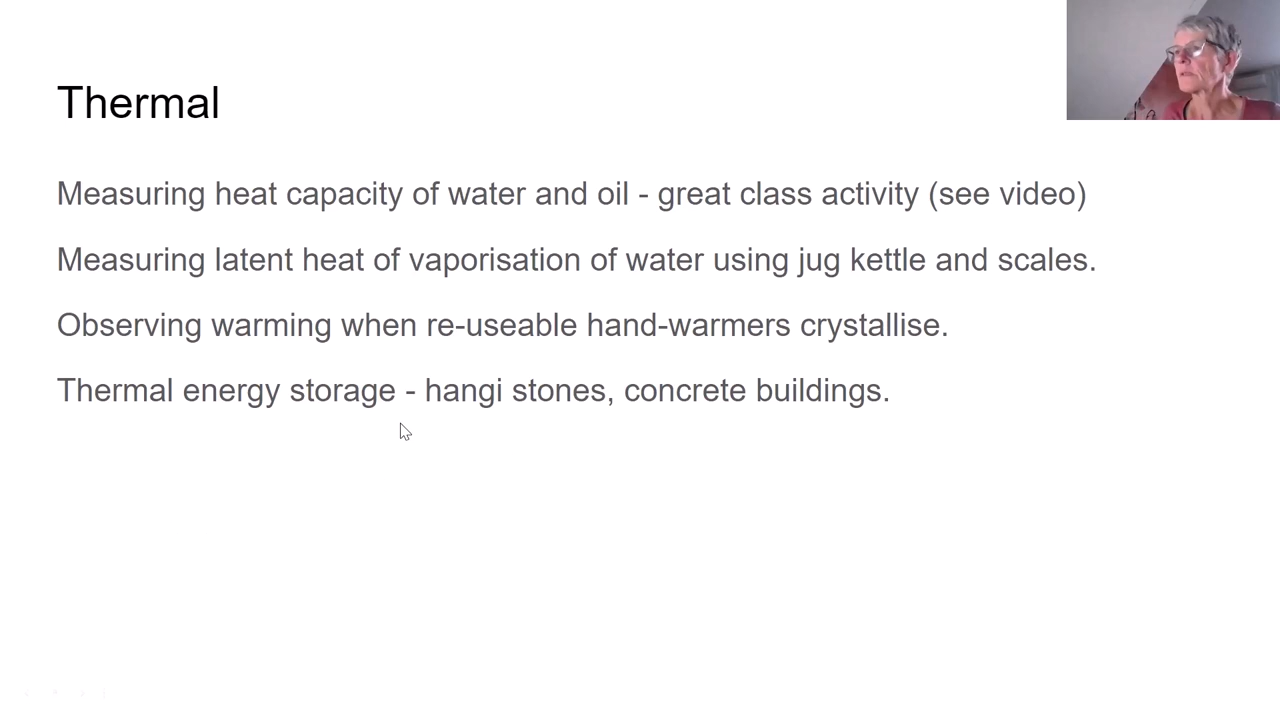 Thermal
Measuring heat capacity of water and oil - great class activity (see video)
Measuring latent heat of vaporisation of water using jug kettle and scales.
Observing warming when re-useable hand-warmers crystallise.
Thermal energy storage - hangi stones, concrete buildings.